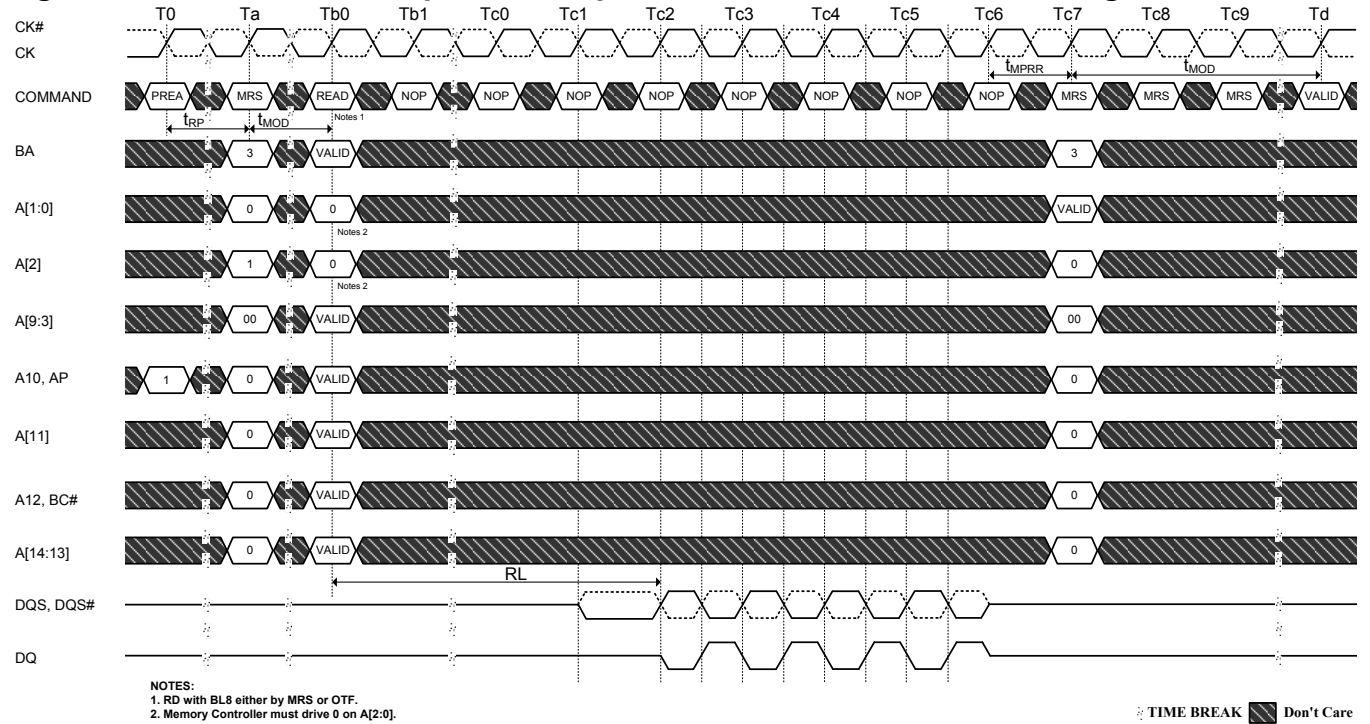 T0 Ta Tb0 Tb1 Tc0 Tc1 Tc2 Tc3 Tc4 Tc5 Tc6 Tc7 Tc8 Tc9 Td
CK#
CK
tMPRR tMOD
COMMAND PREA MRS READ NOP NOP NOP NOP NOP NOP NOP NOP MRS MRS MRS VALID
Notes 1
tRP tMOD
BA 3 VALID 3
A[1:0] 0 0 VALID
Notes 2
A[2] 1 0 0
Notes 2
A[9:3] 00 VALID 00
A10, AP 1 0 VALID 0
A[11] 0 VALID 0
A12, BC# 0 VALID 0
A[14:13] 0 VALID 0
RL
DQS, DQS#
DQ
NOTES:
1. RD with BL8 either by MRS or OTF.
2. Memory Controller must drive 0 on A[2:0].
TIME BREAK Don't Care